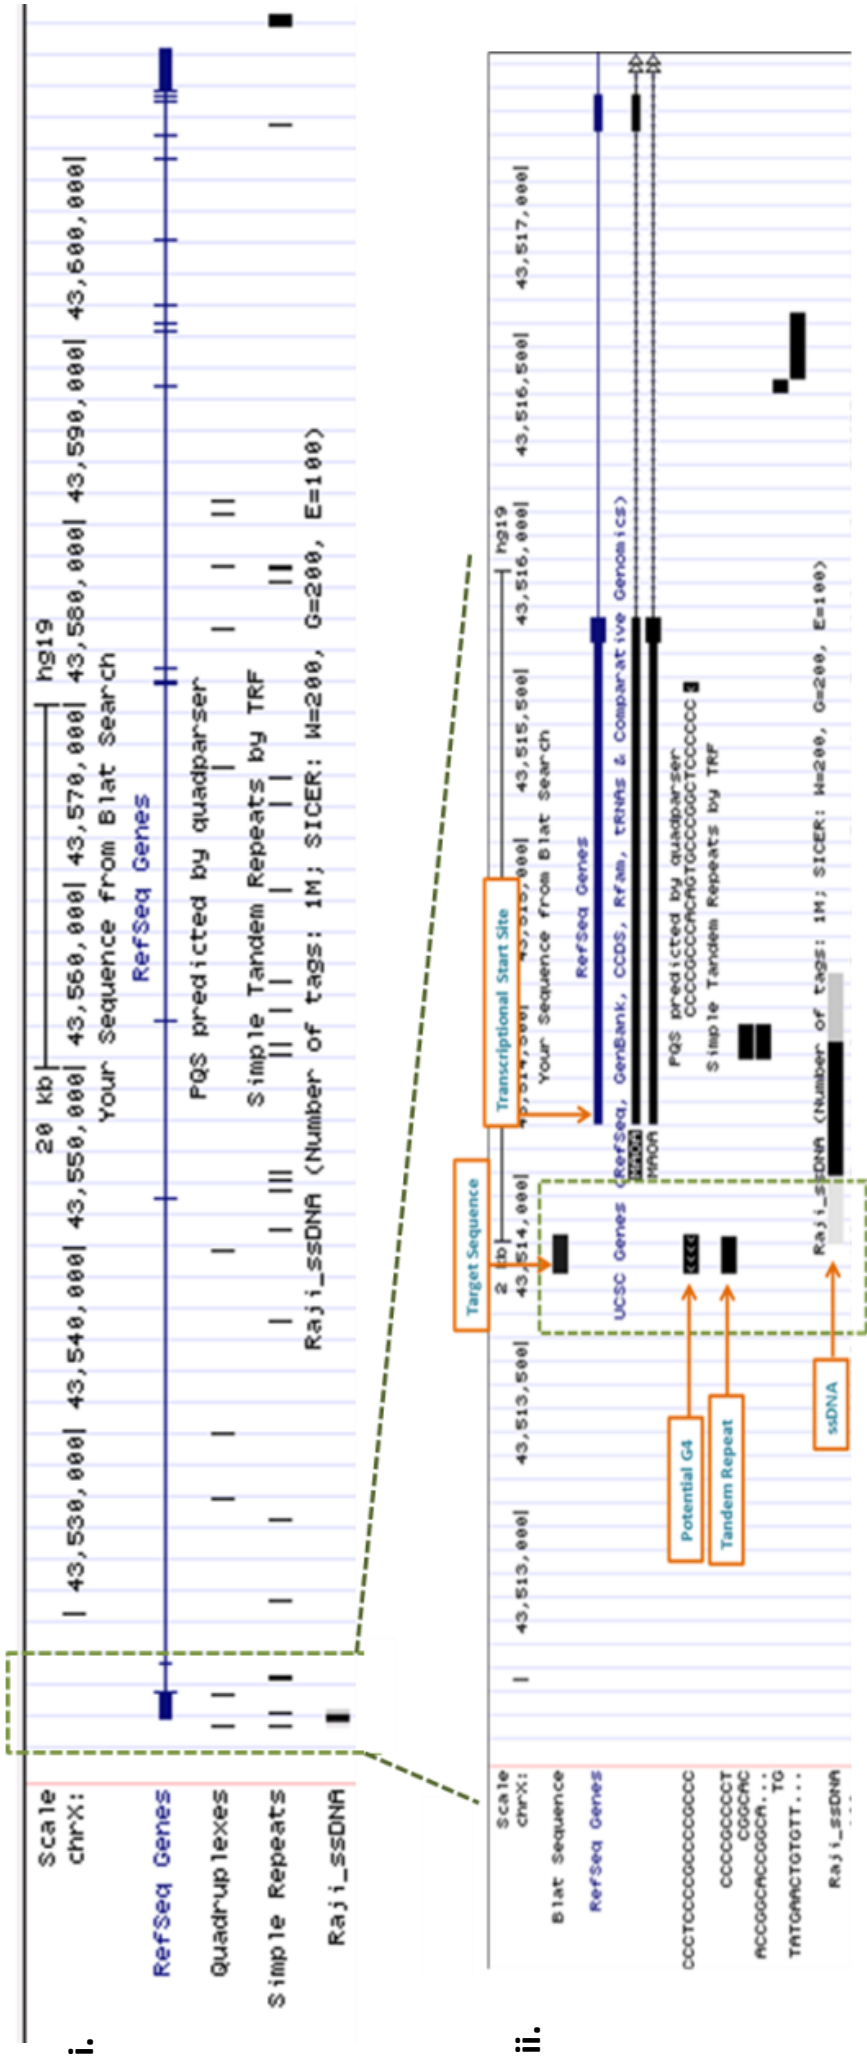 i.
Scale 20 kb hg19
chrX: | 43,530,000| 43,540,000| 43,550,000| 43,560,000| 43,570,000| 43,580,000| 43,590,000| 43,600,000|
Your Sequence from Blat Search
RefSeq Genes
RefSeq Genes
PQS predicted by quadparser
Quadruplexes
Simple Tandem Repeats by TRF
Simple Repeats
Raji_ssDNA (Number of tags: 1M; SICER: W=200, G=200, E=100)
Raji_ssDNA
ii.
Target Sequence
Transcriptional Start Site
Scale 2 kb hg19
chrX: | 43,513,000| 43,513,500| 43,514,000| 43,514,500| 43,515,000| 43,515,500| 43,516,000| 43,516,500| 43,517,000|
Your Sequence from Blat Search
Blat Sequence
RefSeq Genes
RefSeq Genes
UCSC Genes (RefSeq, GenBank, CCDS, Rfam, tRNAs & Comparative Genomics)
MAOA
MAOA
PQS predicted by quadparser
CCCTCCCCGCCCCGCCC
CCCCGCCCACAGTGCCCGGCTCCCCCC
Potential G4
Simple Tandem Repeats by TRF
CCCCGCCCCT
Tandem Repeat
CGGCAC
ACCGGCACCGGCA...
TG
TATGAACTGTGTT...
Raji_ssDNA (Number of tags: 1M; SICER: W=200, G=200, E=100)
Raji_ssDNA
ssDNA